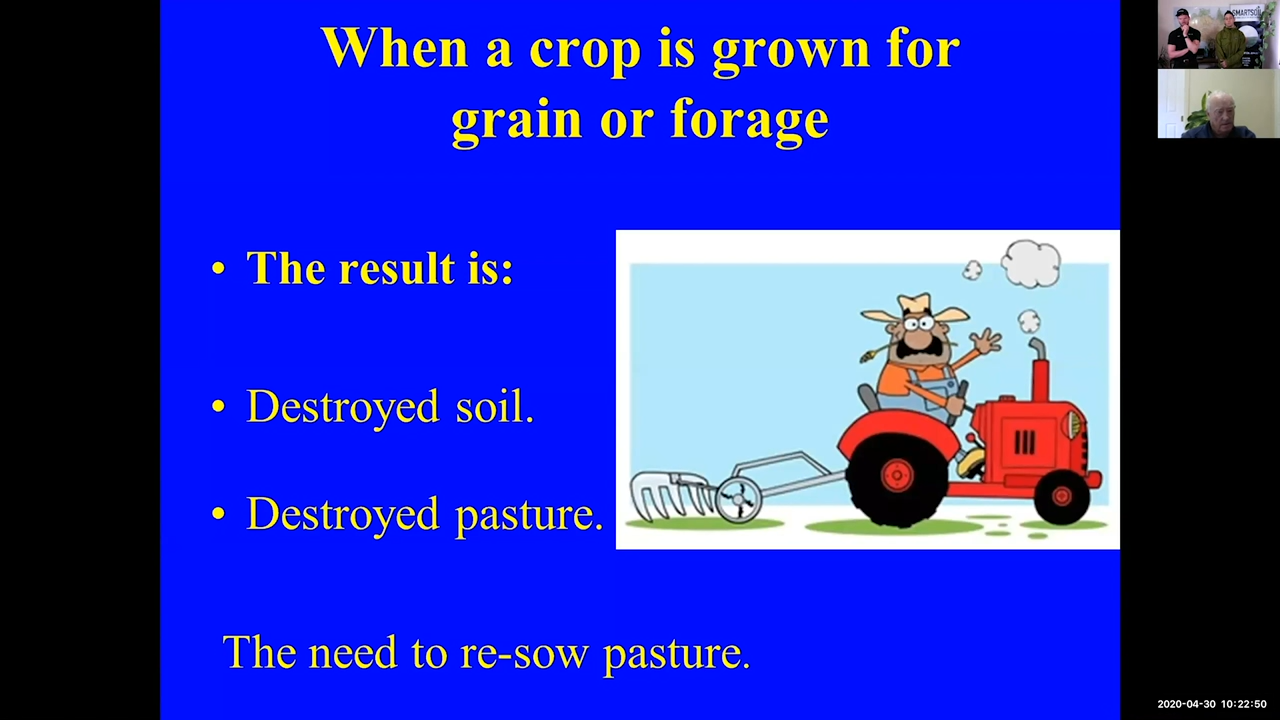 When a crop is grown for
grain or forage
• The result is:
• Destroyed soil.
• Destroyed pasture.
The need to re-sow pasture.
SMARTSOIL
2020-04-30 10:22:50